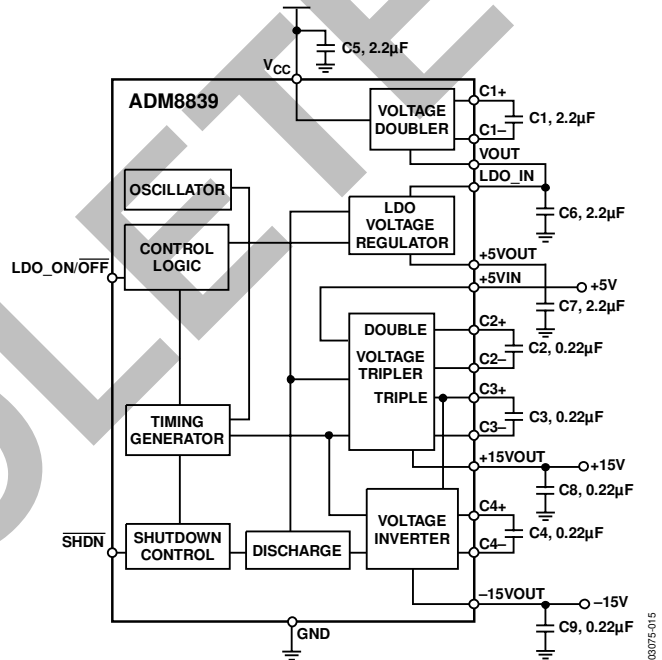 C5, 2.2µF
VCC
ADM8839
VOLTAGE
DOUBLER
C1+
C1–
C1, 2.2µF
VOUT
LDO_IN
OSCILLATOR
LDO
VOLTAGE
REGULATOR
C6, 2.2µF
CONTROL
LOGIC
LDO_ON/OFF
+5VOUT
+5VIN
+5V
C7, 2.2µF
DOUBLE
VOLTAGE
TRIPLER
TRIPLE
C2+
C2–
C2, 0.22µF
C3+
C3–
C3, 0.22µF
TIMING
GENERATOR
+15VOUT
+15V
C8, 0.22µF
SHDN
SHUTDOWN
CONTROL
DISCHARGE
VOLTAGE
INVERTER
C4+
C4–
C4, 0.22µF
–15VOUT
–15V
C9, 0.22µF
GND
03075-015
OLETE